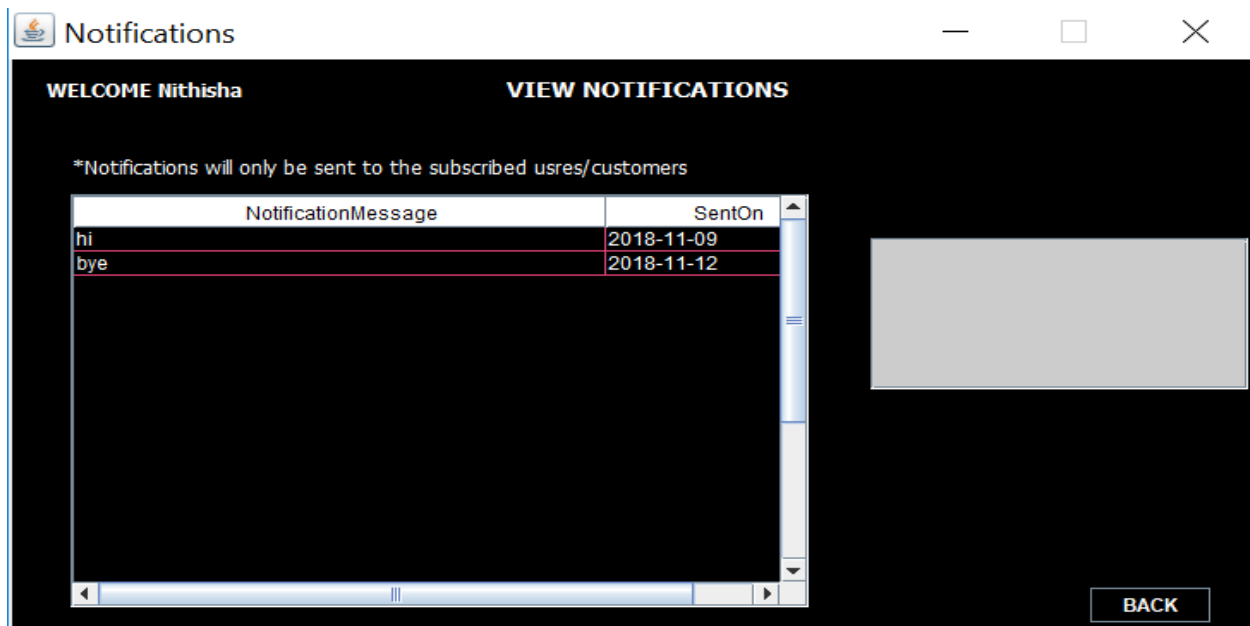 Notifications
WELCOME Nithisha VIEW NOTIFICATIONS
*Notifications will only be sent to the subscribed usres/customers
NotificationMessage SentOn
hi 2018-11-09
bye 2018-11-12
BACK